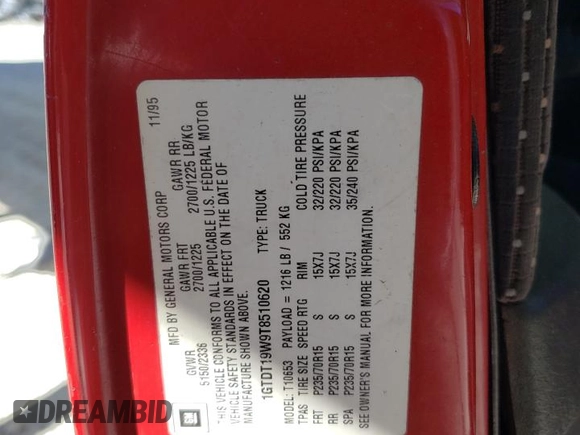 MFD BY GENERAL MOTORS CORP 11/95
GVWR GAWR FRT GAWR RR
5150/2336 2700/1225 2700/1225 LB/KG
THIS VEHICLE CONFORMS TO ALL APPLICABLE U.S. FEDERAL MOTOR
VEHICLE SAFETY STANDARDS IN EFFECT ON THE DATE OF
MANUFACTURE SHOWN ABOVE.
1GTDT19W9T8510620 TYPE: TRUCK
MODEL: T10653 PAYLOAD = 1216 LB / 552 KG
TPAS TIRE SIZE SPEED RTG RIM COLD TIRE PRESSURE
FRT P235/70R15 S 15X7J 32/220 PSI/KPA
RR P235/70R15 S 15X7J 32/220 PSI/KPA
SPA P235/70R15 S 15X7J 35/240 PSI/KPA
SEE OWNER'S MANUAL FOR MORE INFORMATION.
GM
DREAMBID
SALVAGE CAR AUCTIONS